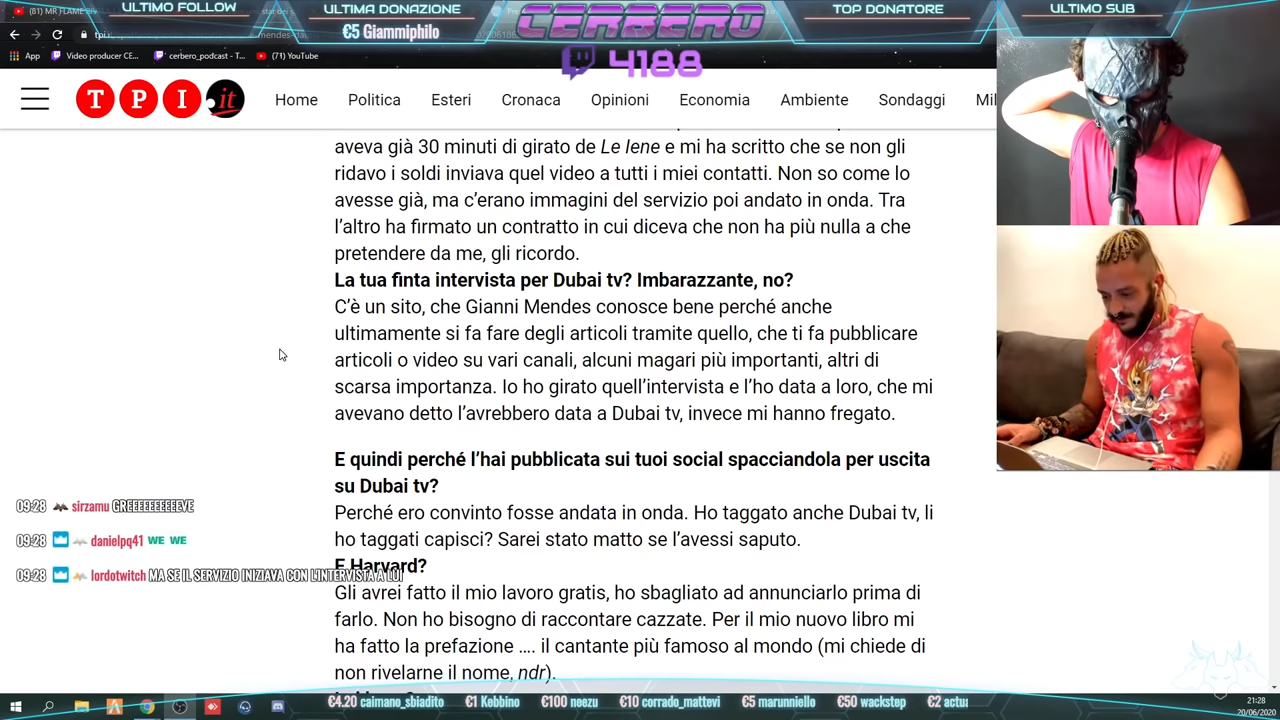 ULTIMO FOLLOW
ULTIMA DONAZIONE
€5 Giammiphilo
CERBERO
4188
TOP DONATORE
ULTIMO SUB
App
Video producer CE...
cerbero_podcast - T...
(71) YouTube
TPI.it
Home
Politica
Esteri
Cronaca
Opinioni
Economia
Ambiente
Sondaggi
Mil
aveva già 30 minuti di girato de Le Iene e mi ha scritto che se non gli
ridavo i soldi inviava quel video a tutti i miei contatti. Non so come lo
avesse già, ma c'erano immagini del servizio poi andato in onda. Tra
l'altro ha firmato un contratto in cui diceva che non ha più nulla a che
pretendere da me, gli ricordo.
La tua finta intervista per Dubai tv? Imbarazzante, no?
C'è un sito, che Gianni Mendes conosce bene perché anche
ultimamente si fa fare degli articoli tramite quello, che ti fa pubblicare
articoli o video su vari canali, alcuni magari più importanti, altri di
scarsa importanza. Io ho girato quell'intervista e l'ho data a loro, che mi
avevano detto l'avrebbero data a Dubai tv, invece mi hanno fregato.
E quindi perché l'hai pubblicata sui tuoi social spacciandola per uscita
su Dubai tv?
Perché ero convinto fosse andata in onda. Ho taggato anche Dubai tv, li
ho taggati capisci? Sarei stato matto se l'avessi saputo.
E Harvard?
Gli avrei fatto il mio lavoro gratis, ho sbagliato ad annunciarlo prima di
farlo. Non ho bisogno di raccontare cazzate. Per il mio nuovo libro mi
ha fatto la prefazione .... il cantante più famoso al mondo (mi chiede di
non rivelarne il nome, ndr).
09:28 sirzamu GREEEEEEEEEEVE
09:28 danielpq41 WE WE
09:28 lordotwitch MA SE IL SERVIZIO INIZIAVA CON L'INTERVISTA A LUI
€4.20 caimano_sbiadito
€1 Kebbino
€100 neezu
€10 corrado_mattevi
€5 marunniello
€50 wackstep
€2 actua
21:28
20/06/2020